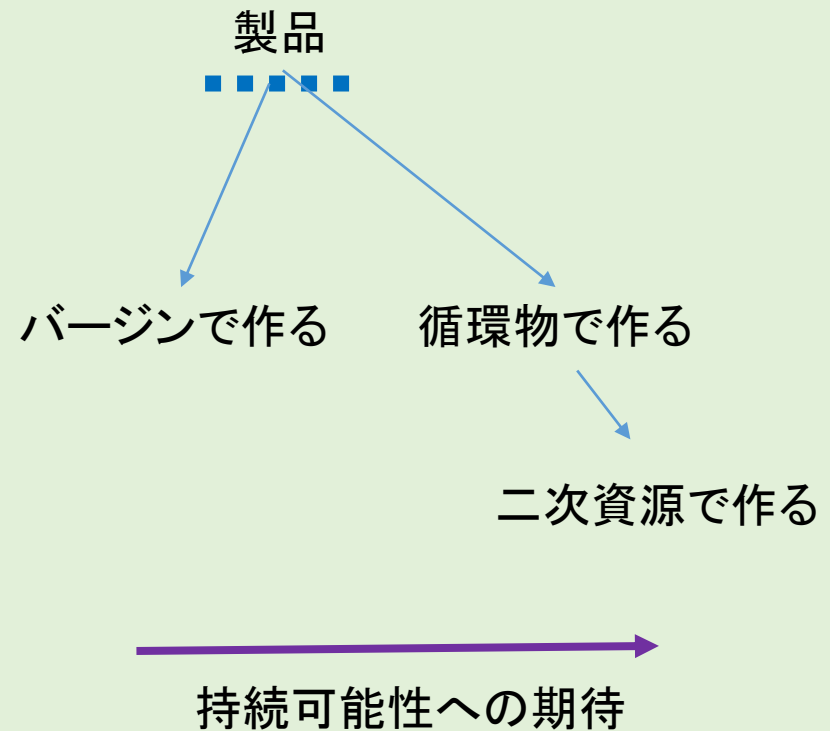 製品
バージンで作る
循環物で作る
二次資源で作る
持続可能性への期待